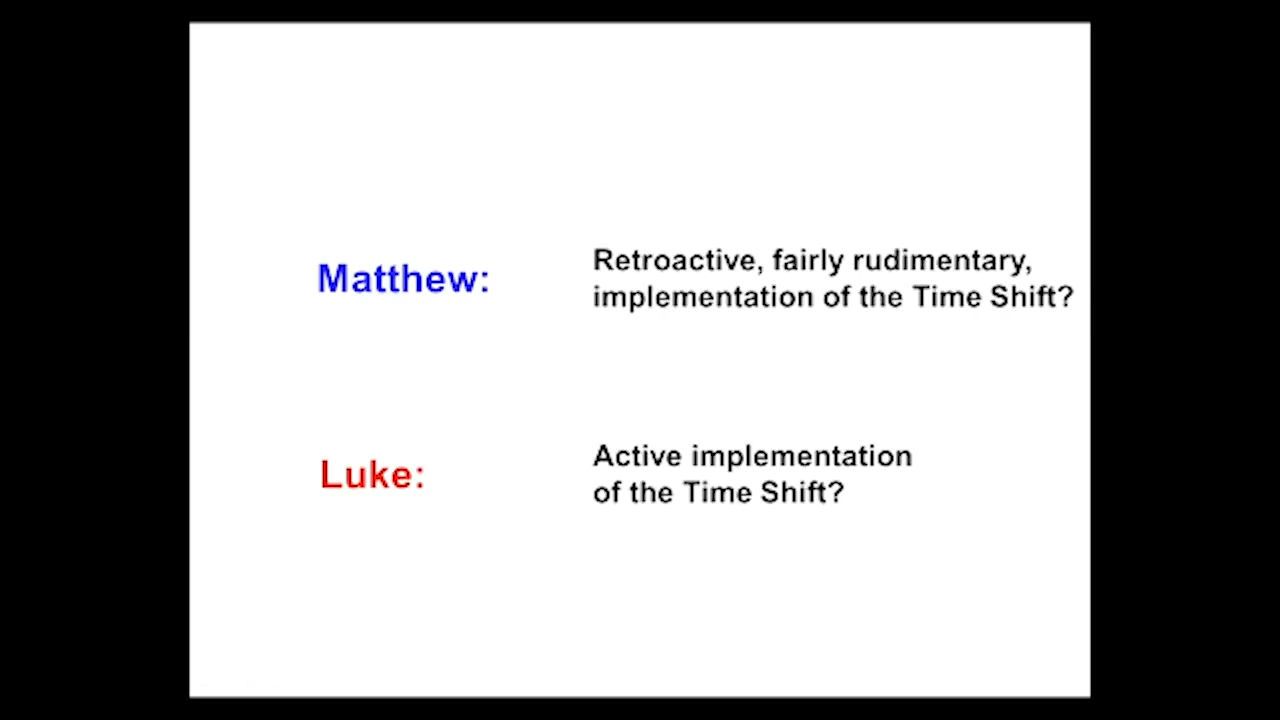 Matthew:
Retroactive, fairly rudimentary,
implementation of the Time Shift?
Luke:
Active implementation
of the Time Shift?